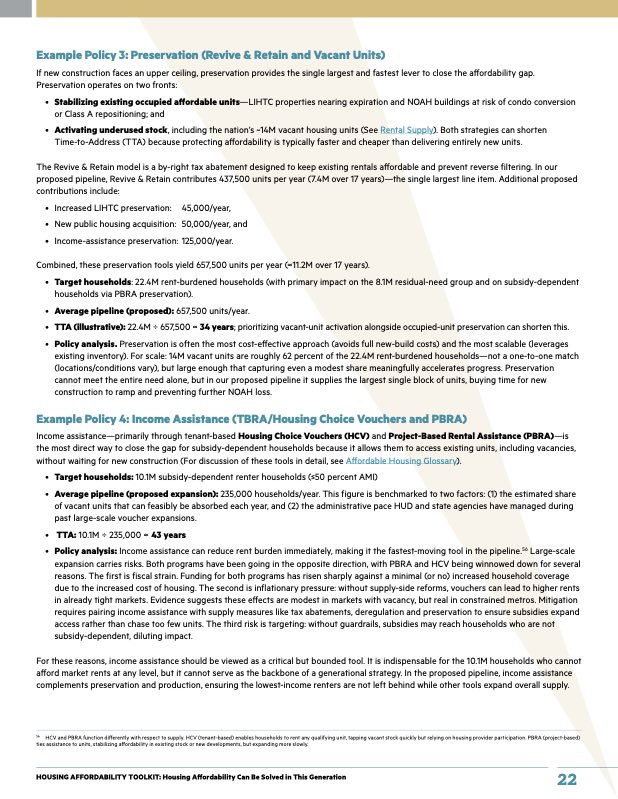 Example Policy 3: Preservation (Revive & Retain and Vacant Units)
If new construction faces an upper ceiling, preservation provides the single largest and fastest lever to close the affordability gap.
Preservation operates on two fronts:
• Stabilizing existing occupied affordable units—LIHTC properties nearing expiration and NOAH buildings at risk of condo conversion
or Class A repositioning; and
• Activating underused stock, including the nation's ~14M vacant housing units (See Rental Supply). Both strategies can shorten
Time-to-Address (TTA) because protecting affordability is typically faster and cheaper than delivering entirely new units.
The Revive & Retain model is a by-right tax abatement designed to keep existing rentals affordable and prevent reverse filtering. In our
proposed pipeline, Revive & Retain contributes 437,500 units per year (7.4M over 17 years)—the single largest line item. Additional proposed
contributions include:
• Increased LIHTC preservation: 45,000/year,
• New public housing acquisition: 50,000/year, and
• Income-assistance preservation: 125,000/year.
Combined, these preservation tools yield 657,500 units per year (≈11.2M over 17 years).
• Target households: 22.4M rent-burdened households (with primary impact on the 8.1M residual-need group and on subsidy-dependent
households via PBRA preservation).
• Average pipeline (proposed): 657,500 units/year.
• TTA (illustrative): 22.4M ÷ 657,500 ≈ 34 years; prioritizing vacant-unit activation alongside occupied-unit preservation can shorten this.
• Policy analysis. Preservation is often the most cost-effective approach (avoids full new-build costs) and the most scalable (leverages
existing inventory). For scale: 14M vacant units are roughly 62 percent of the 22.4M rent-burdened households—not a one-to-one match
(locations/conditions vary), but large enough that capturing even a modest share meaningfully accelerates progress. Preservation
cannot meet the entire need alone, but in our proposed pipeline it supplies the largest single block of units, buying time for new
construction to ramp and preventing further NOAH loss.
Example Policy 4: Income Assistance (TBRA/Housing Choice Vouchers and PBRA)
Income assistance—primarily through tenant-based Housing Choice Vouchers (HCV) and Project-Based Rental Assistance (PBRA)—is
the most direct way to close the gap for subsidy-dependent households because it allows them to access existing units, including vacancies,
without waiting for new construction (For discussion of these tools in detail, see Affordable Housing Glossary).
• Target households: 10.1M subsidy-dependent renter households (≤50 percent AMI)
• Average pipeline (proposed expansion): 235,000 households/year. This figure is benchmarked to two factors: (1) the estimated share
of vacant units that can feasibly be absorbed each year, and (2) the administrative pace HUD and state agencies have managed during
past large-scale voucher expansions.
• TTA: 10.1M ÷ 235,000 ≈ 43 years
• Policy analysis: Income assistance can reduce rent burden immediately, making it the fastest-moving tool in the pipeline.⁵⁶ Large-scale
expansion carries risks. Both programs have been going in the opposite direction, with PBRA and HCV being winnowed down for several
reasons. The first is fiscal strain. Funding for both programs has risen sharply against a minimal (or no) increased household coverage
due to the increased cost of housing. The second is inflationary pressure: without supply-side reforms, vouchers can lead to higher rents
in already tight markets. Evidence suggests these effects are modest in markets with vacancy, but real in constrained metros. Mitigation
requires pairing income assistance with supply measures like tax abatements, deregulation and preservation to ensure subsidies expand
access rather than chase too few units. The third risk is targeting: without guardrails, subsidies may reach households who are not
subsidy-dependent, diluting impact.
For these reasons, income assistance should be viewed as a critical but bounded tool. It is indispensable for the 10.1M households who cannot
afford market rents at any level, but it cannot serve as the backbone of a generational strategy. In the proposed pipeline, income assistance
complements preservation and production, ensuring the lowest-income renters are not left behind while other tools expand overall supply.
⁵⁶ HCV and PBRA function differently with respect to supply. HCV (tenant-based) enables households to rent any qualifying unit, tapping vacant stock quickly but relying on housing provider participation. PBRA (project-based)
ties assistance to units, stabilizing affordability in existing stock or new developments, but expanding more slowly.
HOUSING AFFORDABILITY TOOLKIT: Housing Affordability Can Be Solved in This Generation
22